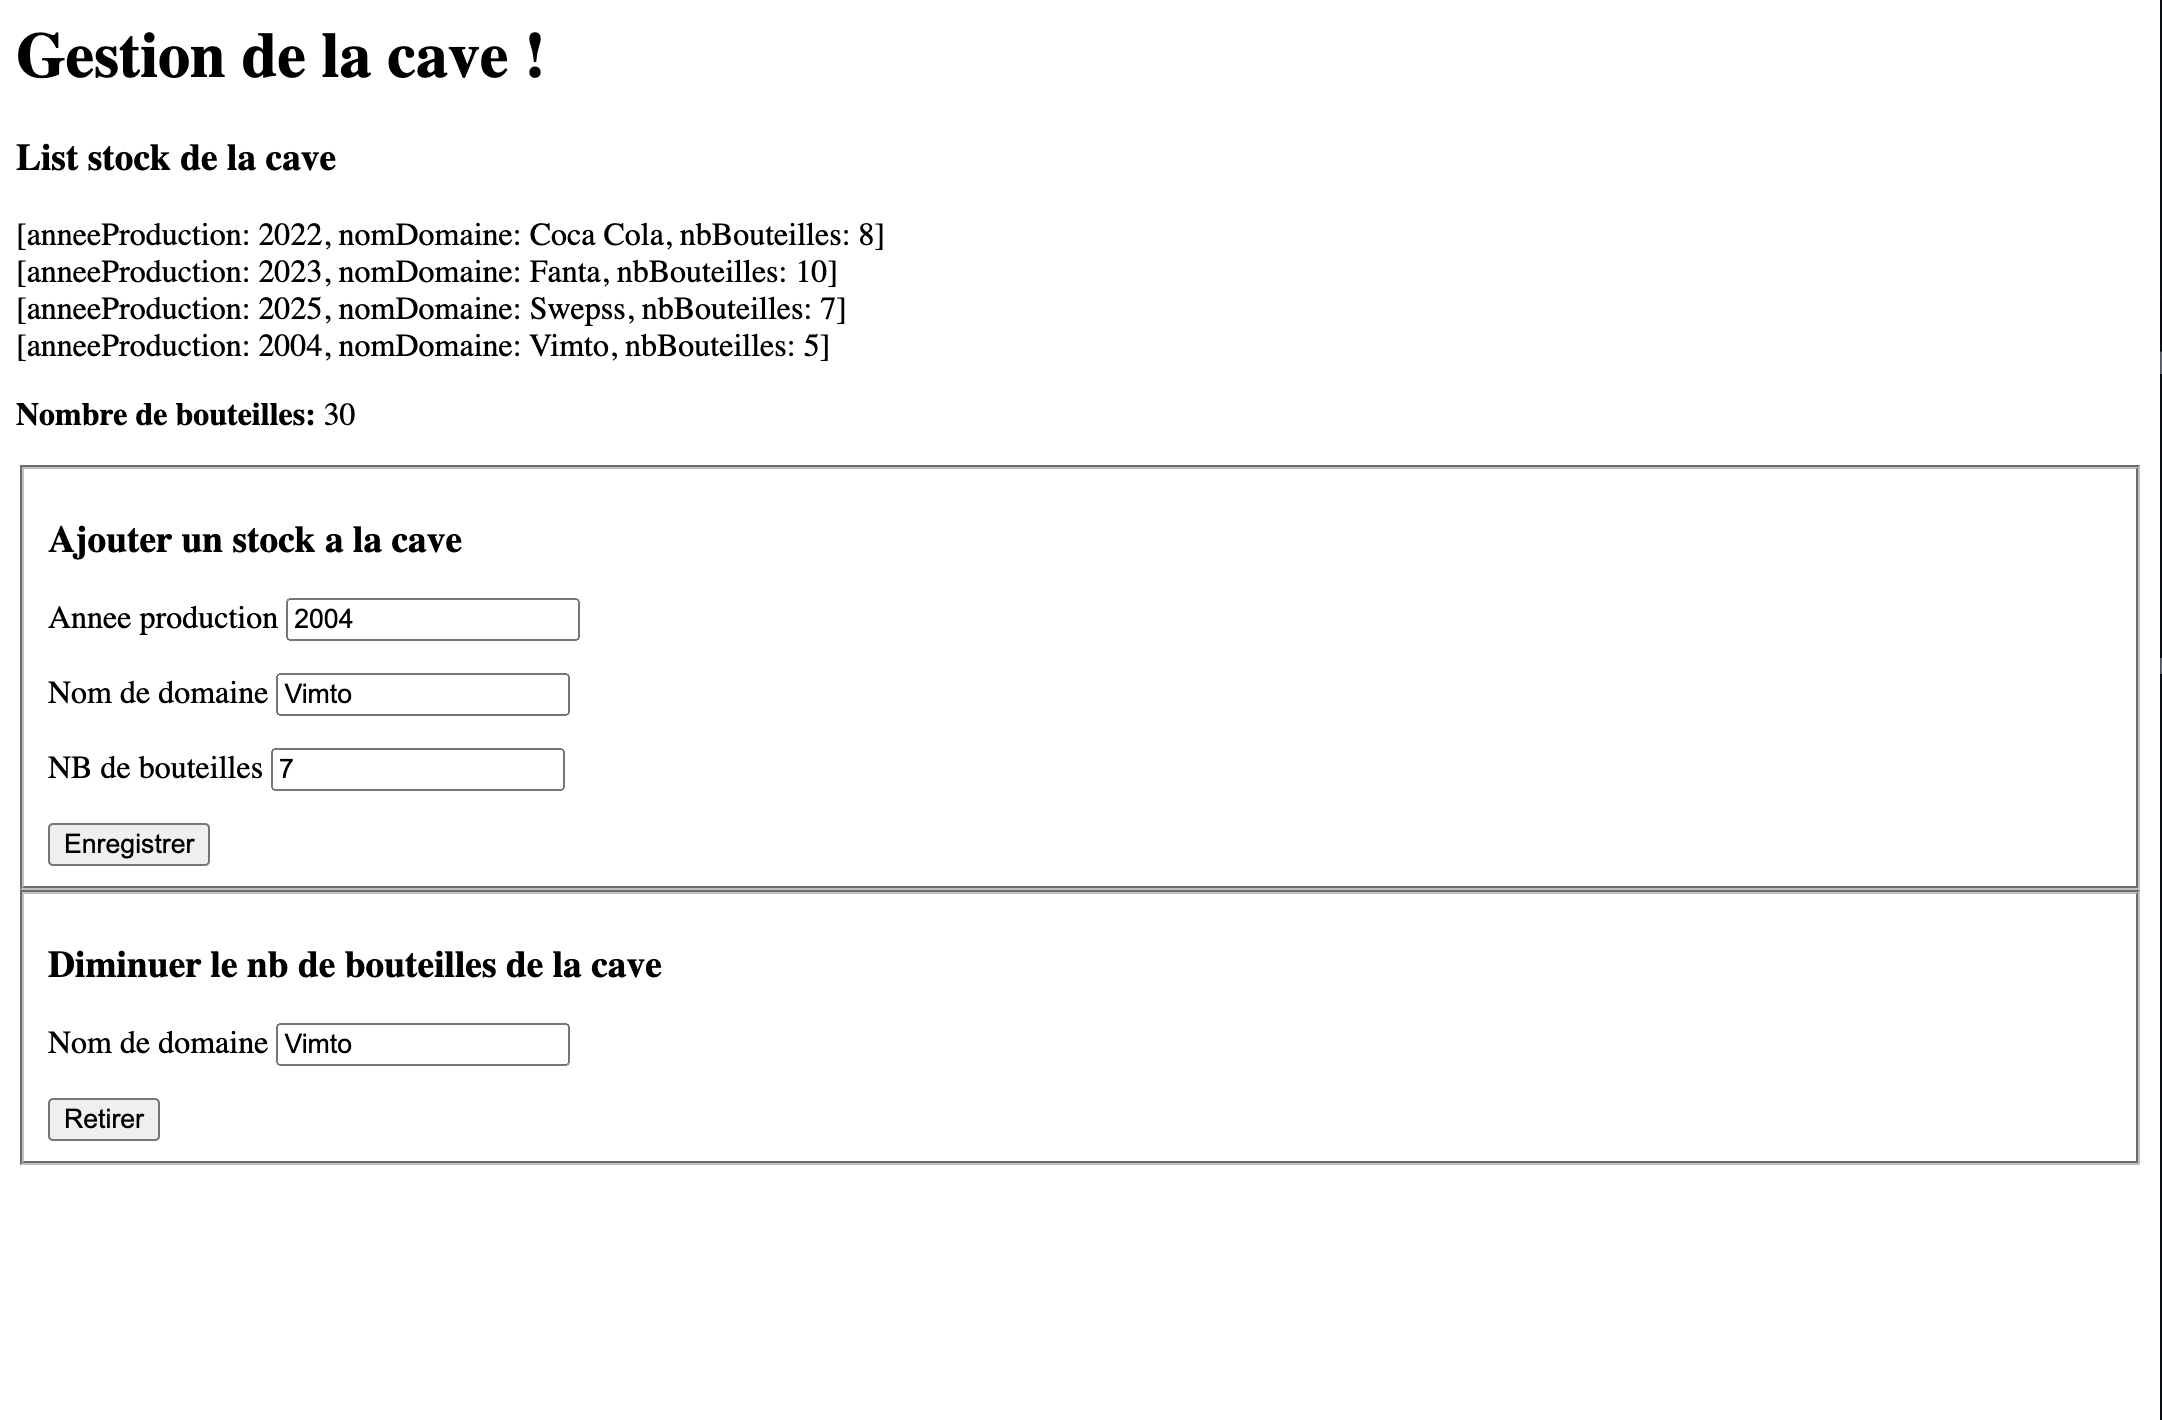 Gestion de la cave !
List stock de la cave
[anneeProduction: 2022, nomDomaine: Coca Cola, nbBouteilles: 8]
[anneeProduction: 2023, nomDomaine: Fanta, nbBouteilles: 10]
[anneeProduction: 2025, nomDomaine: Swepss, nbBouteilles: 7]
[anneeProduction: 2004, nomDomaine: Vimto, nbBouteilles: 5]
Nombre de bouteilles: 30
Ajouter un stock a la cave
Annee production 2004
Nom de domaine Vimto
NB de bouteilles 7
Enregistrer
Diminuer le nb de bouteilles de la cave
Nom de domaine Vimto
Retirer